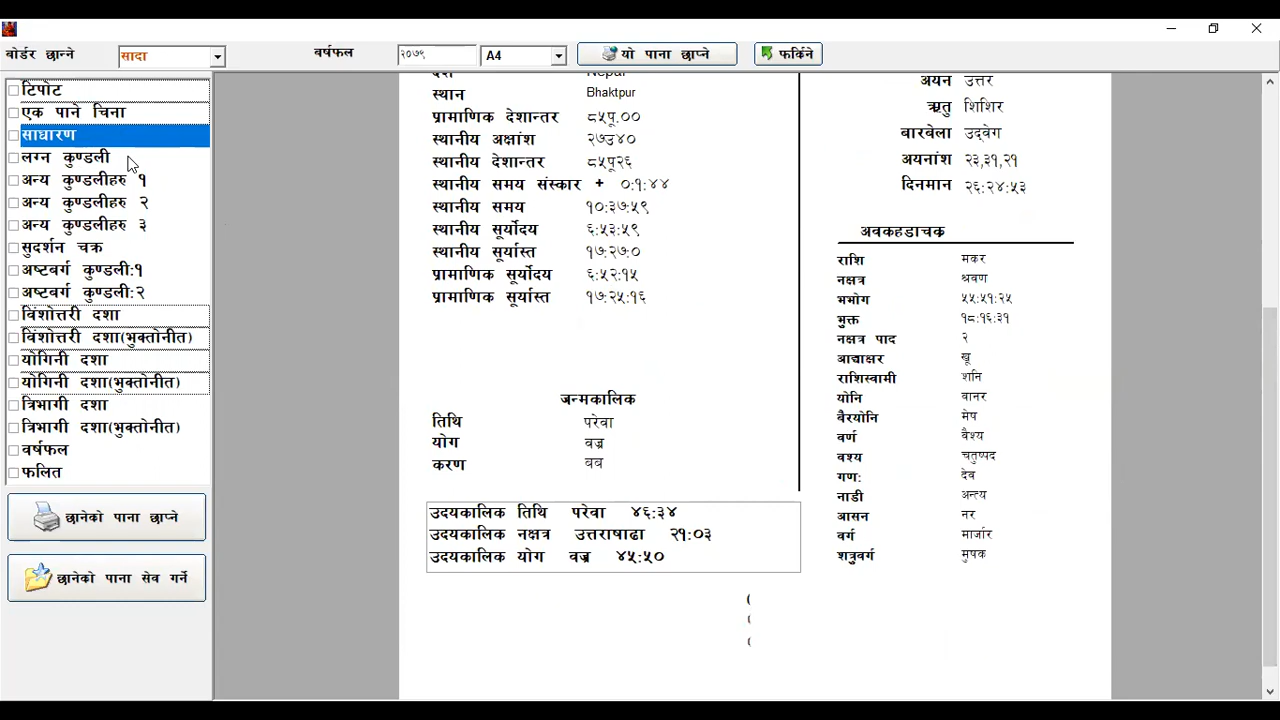 बोर्डर छान्ने सादा वर्षफल २०७९ A4 यो पाना छाप्ने फर्किने
टिपोट
एक पाने चिना
साधारण
लग्न कुण्डली
अन्य कुण्डलीहरु १
अन्य कुण्डलीहरु २
अन्य कुण्डलीहरु ३
सुदर्शन चक्र
अष्टबर्ग कुण्डली:१
अष्टबर्ग कुण्डली:२
विंशोत्तरी दशा
विंशोत्तरी दशा(भुक्तोनीत)
योगिनी दशा
योगिनी दशा(भुक्तोनीत)
त्रिभागी दशा
त्रिभागी दशा(भुक्तोनीत)
वर्षफल
फलित
छानेको पाना छाप्ने
छानेको पाना सेव गर्ने
देश Nepal
स्थान Bhaktpur
प्रामाणिक देशान्तर ८५पू.००
स्थानीय अक्षांश २७उ४०
स्थानीय देशान्तर ८५पू२६
स्थानीय समय संस्कार + ०:१:४४
स्थानीय समय १०:३७:५९
स्थानीय सूर्योदय ६:५३:५९
स्थानीय सूर्यास्त १७:२७:०
प्रामाणिक सूर्योदय ६:५२:१५
प्रामाणिक सूर्यास्त १७:२५:१६
जन्मकालिक
तिथि परेवा
योग वज्र
करण बव
उदयकालिक तिथि परेवा ४६:३४
उदयकालिक नक्षत्र उत्तराषाढा २१:०३
उदयकालिक योग वज्र ४५:५०
अयन उत्तर
ऋतु शिशिर
बारबेला उद्वेग
अयनांश २३,३१,२१
दिनमान २६:२४:५३
अवकहडाचक्र
राशि मकर
नक्षत्र श्रवण
भभोग ५५:५१:२५
भुक्त १८:१६:३१
नक्षत्र पाद २
आद्याक्षर खू
राशिस्वामी शनि
योनि वानर
वैरयोनि मेष
वर्ण वैश्य
वश्य चतुष्पद
गण: देव
नाडी अन्त्य
आसन नर
वर्ग मार्जार
शत्रुवर्ग मुषक